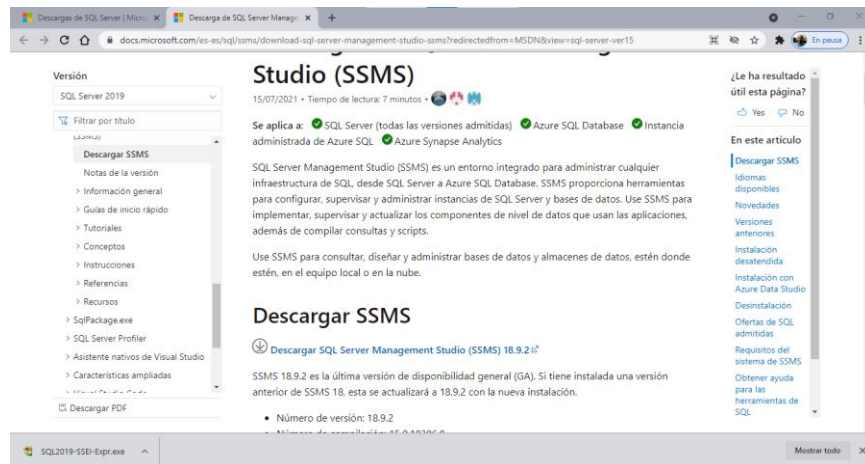 Descargas de SQL Server | Micro
Descarga de SQL Server Manage
docs.microsoft.com/es-es/sql/ssms/download-sql-server-management-studio-ssms?redirectedfrom=MSDN&view=sql-server-ver15
En pausa
Versión
SQL Server 2019
Filtrar por título
(SSMS)
Descargar SSMS
Notas de la versión
Información general
Guías de inicio rápido
Tutoriales
Conceptos
Instrucciones
Referencias
Recursos
SqlPackage.exe
SQL Server Profiler
Asistente nativos de Visual Studio
Características ampliadas
Visual Studio Code
Descargar PDF
Studio (SSMS)
15/07/2021 • Tiempo de lectura: 7 minutos •
Se aplica a: SQL Server (todas las versiones admitidas) Azure SQL Database Instancia
administrada de Azure SQL Azure Synapse Analytics
SQL Server Management Studio (SSMS) es un entorno integrado para administrar cualquier
infraestructura de SQL, desde SQL Server a Azure SQL Database. SSMS proporciona herramientas
para configurar, supervisar y administrar instancias de SQL Server y bases de datos. Use SSMS para
implementar, supervisar y actualizar los componentes de nivel de datos que usan las aplicaciones,
además de compilar consultas y scripts.
Use SSMS para consultar, diseñar y administrar bases de datos y almacenes de datos, estén donde
estén, en el equipo local o en la nube.
Descargar SSMS
Descargar SQL Server Management Studio (SSMS) 18.9.2
SSMS 18.9.2 es la última versión de disponibilidad general (GA). Si tiene instalada una versión
anterior de SSMS 18, esta se actualizará a 18.9.2 con la nueva instalación.
• Número de versión: 18.9.2
¿Le ha resultado
útil esta página?
Yes No
En este artículo
Descargar SSMS
Idiomas
disponibles
Novedades
Versiones
anteriores
Instalación
desatendida
Instalación con
Azure Data Studio
Desinstalación
Ofertas de SQL
admitidas
Requisitos del
sistema de SSMS
Obtener ayuda
para las
herramientas de
SQL
SQL2019-SSEI-Expr.exe
Mostrar todo